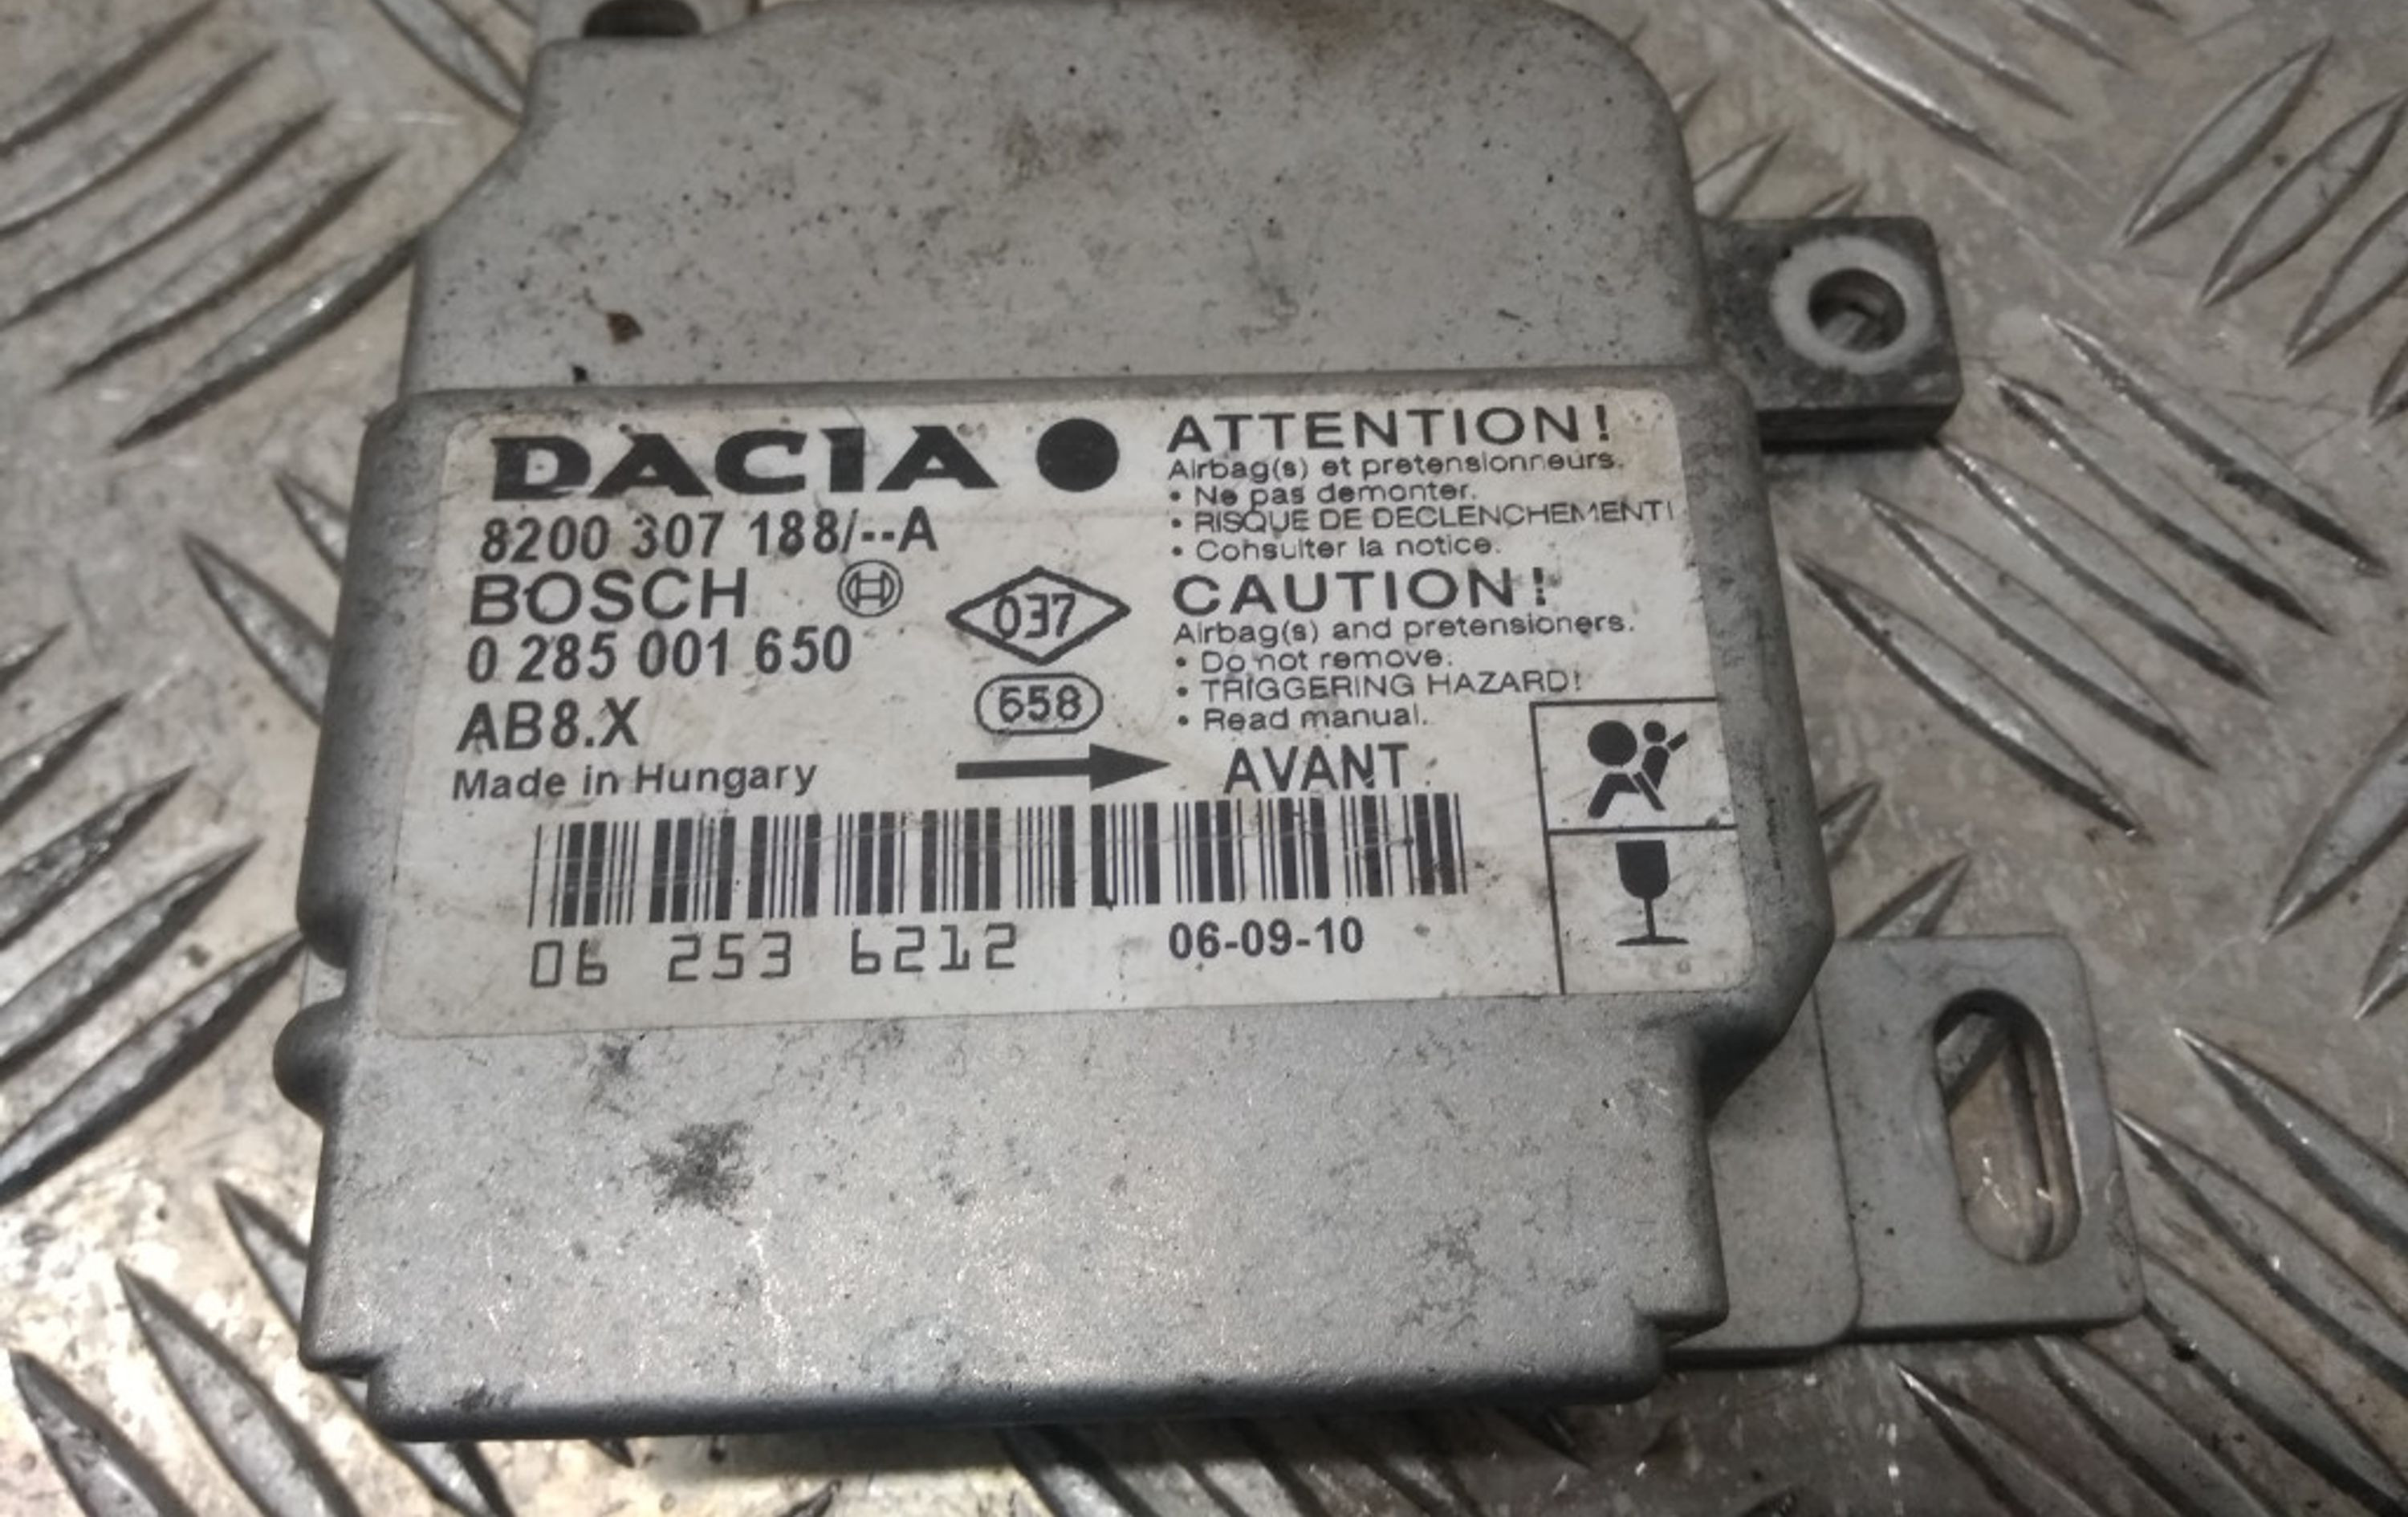 DACIA
8200 307 188/--A
BOSCH
0 285 001 650
AB8.X
Made in Hungary
037
658
ATTENTION!
Airbag(s) et pretensionneurs.
• Ne pas demonter.
• RISQUE DE DECLENCHEMENT!
• Consulter la notice.
CAUTION!
Airbag(s) and pretensioners.
• Do not remove.
• TRIGGERING HAZARD!
• Read manual.
AVANT
06 253 6212
06-09-10